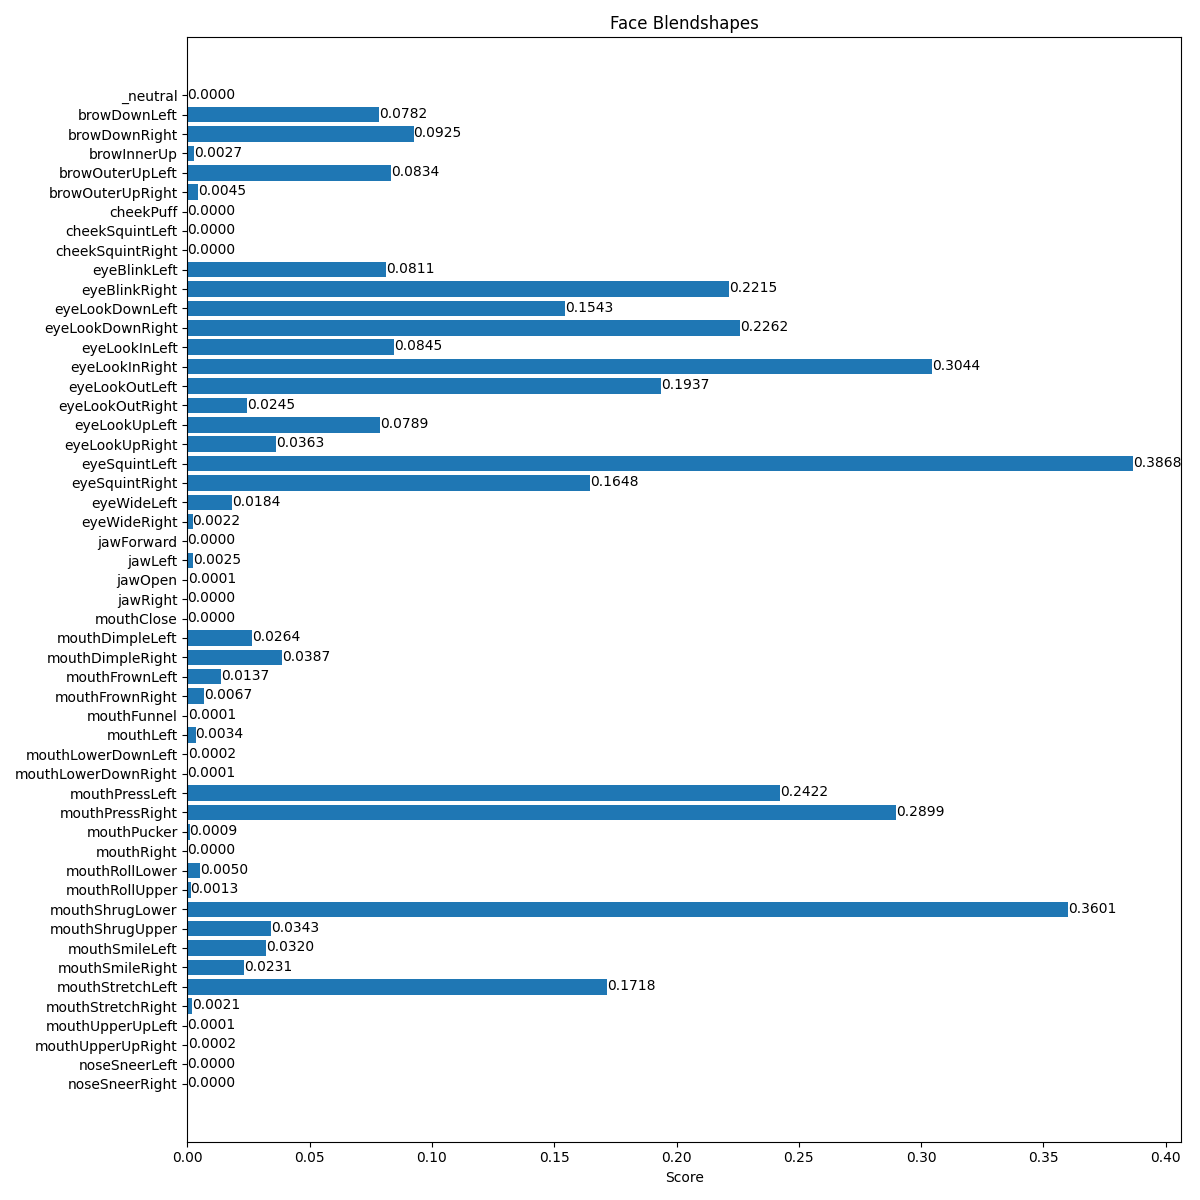 Face Blendshapes
_neutral 0.0000
browDownLeft 0.0782
browDownRight 0.0925
browInnerUp 0.0027
browOuterUpLeft 0.0834
browOuterUpRight 0.0045
cheekPuff 0.0000
cheekSquintLeft 0.0000
cheekSquintRight 0.0000
eyeBlinkLeft 0.0811
eyeBlinkRight 0.2215
eyeLookDownLeft 0.1543
eyeLookDownRight 0.2262
eyeLookInLeft 0.0845
eyeLookInRight 0.3044
eyeLookOutLeft 0.1937
eyeLookOutRight 0.0245
eyeLookUpLeft 0.0789
eyeLookUpRight 0.0363
eyeSquintLeft 0.3868
eyeSquintRight 0.1648
eyeWideLeft 0.0184
eyeWideRight 0.0022
jawForward 0.0000
jawLeft 0.0025
jawOpen 0.0001
jawRight 0.0000
mouthClose 0.0000
mouthDimpleLeft 0.0264
mouthDimpleRight 0.0387
mouthFrownLeft 0.0137
mouthFrownRight 0.0067
mouthFunnel 0.0001
mouthLeft 0.0034
mouthLowerDownLeft 0.0002
mouthLowerDownRight 0.0001
mouthPressLeft 0.2422
mouthPressRight 0.2899
mouthPucker 0.0009
mouthRight 0.0000
mouthRollLower 0.0050
mouthRollUpper 0.0013
mouthShrugLower 0.3601
mouthShrugUpper 0.0343
mouthSmileLeft 0.0320
mouthSmileRight 0.0231
mouthStretchLeft 0.1718
mouthStretchRight 0.0021
mouthUpperUpLeft 0.0001
mouthUpperUpRight 0.0002
noseSneerLeft 0.0000
noseSneerRight 0.0000
0.00 0.05 0.10 0.15 0.20 0.25 0.30 0.35 0.40
Score